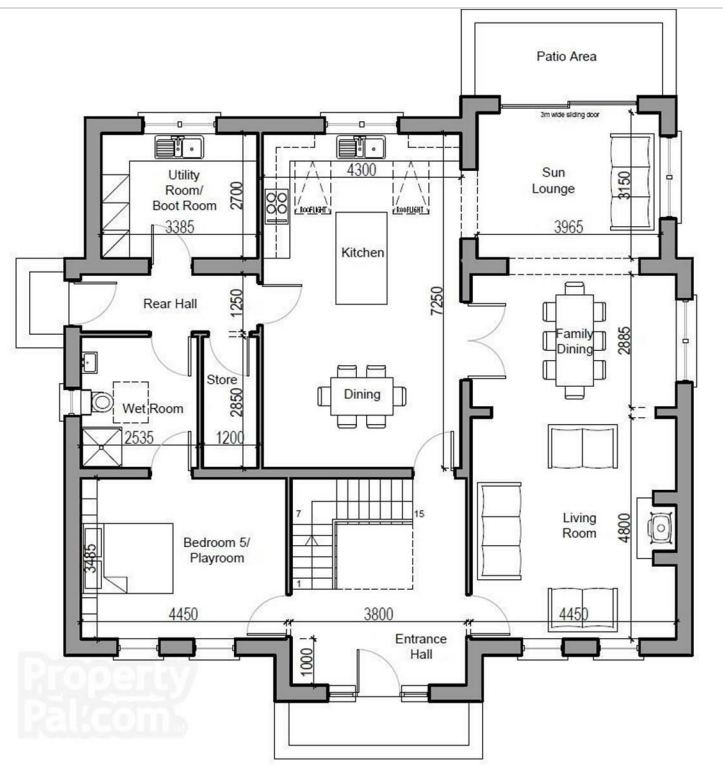 Patio Area
3m wide sliding door
Utility
Room/
Boot Room
2700
3385
4300
ROOFLIGHT
ROOFLIGHT
Sun
Lounge
3150
3965
Kitchen
7250
Rear Hall
1250
Family
Dining
2885
Store
2850
Wet Room
2535
1200
Dining
Living
Room
4800
7
15
1
Bedroom 5/
Playroom
3485
4450
3800
4450
Entrance
Hall
1000
Property
Pal.com